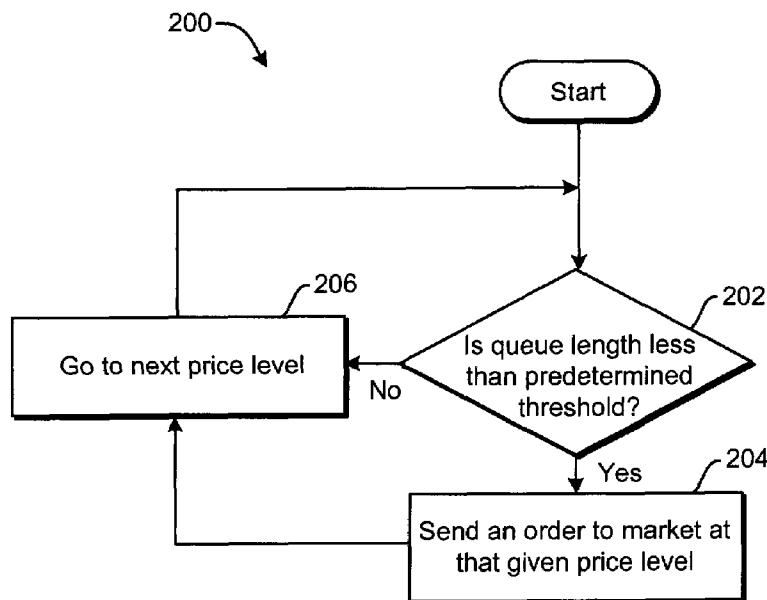 200
Start
206
202
Go to next price level
Is queue length less
than predetermined
threshold?
No
Yes
204
Send an order to market at
that given price level